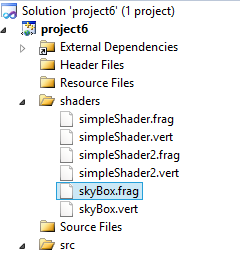 Solution 'project6' (1 project)
project6
External Dependencies
Header Files
Resource Files
shaders
simpleShader.frag
simpleShader.vert
simpleShader2.frag
simpleShader2.vert
skyBox.frag
skyBox.vert
Source Files
src